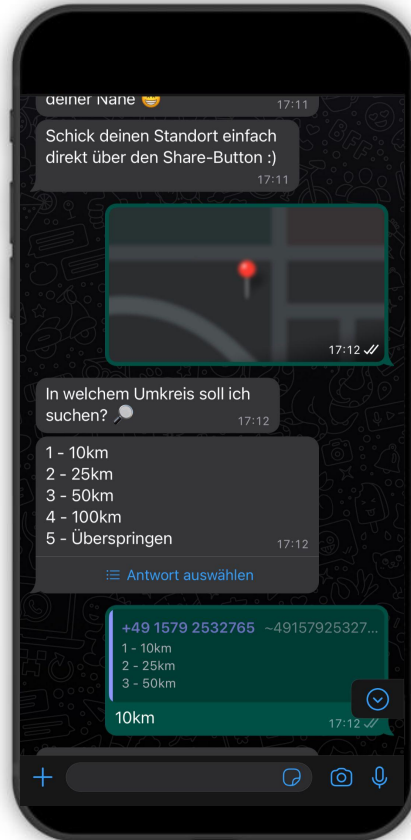 deiner Nähe 😁
17:11
Schick deinen Standort einfach
direkt über den Share-Button :)
17:11
17:12
In welchem Umkreis soll ich
suchen? 🔎
17:12
1 - 10km
2 - 25km
3 - 50km
4 - 100km
5 - Überspringen
17:12
Antwort auswählen
+49 1579 2532765 ~49157925327...
1 - 10km
2 - 25km
3 - 50km
10km
17:12